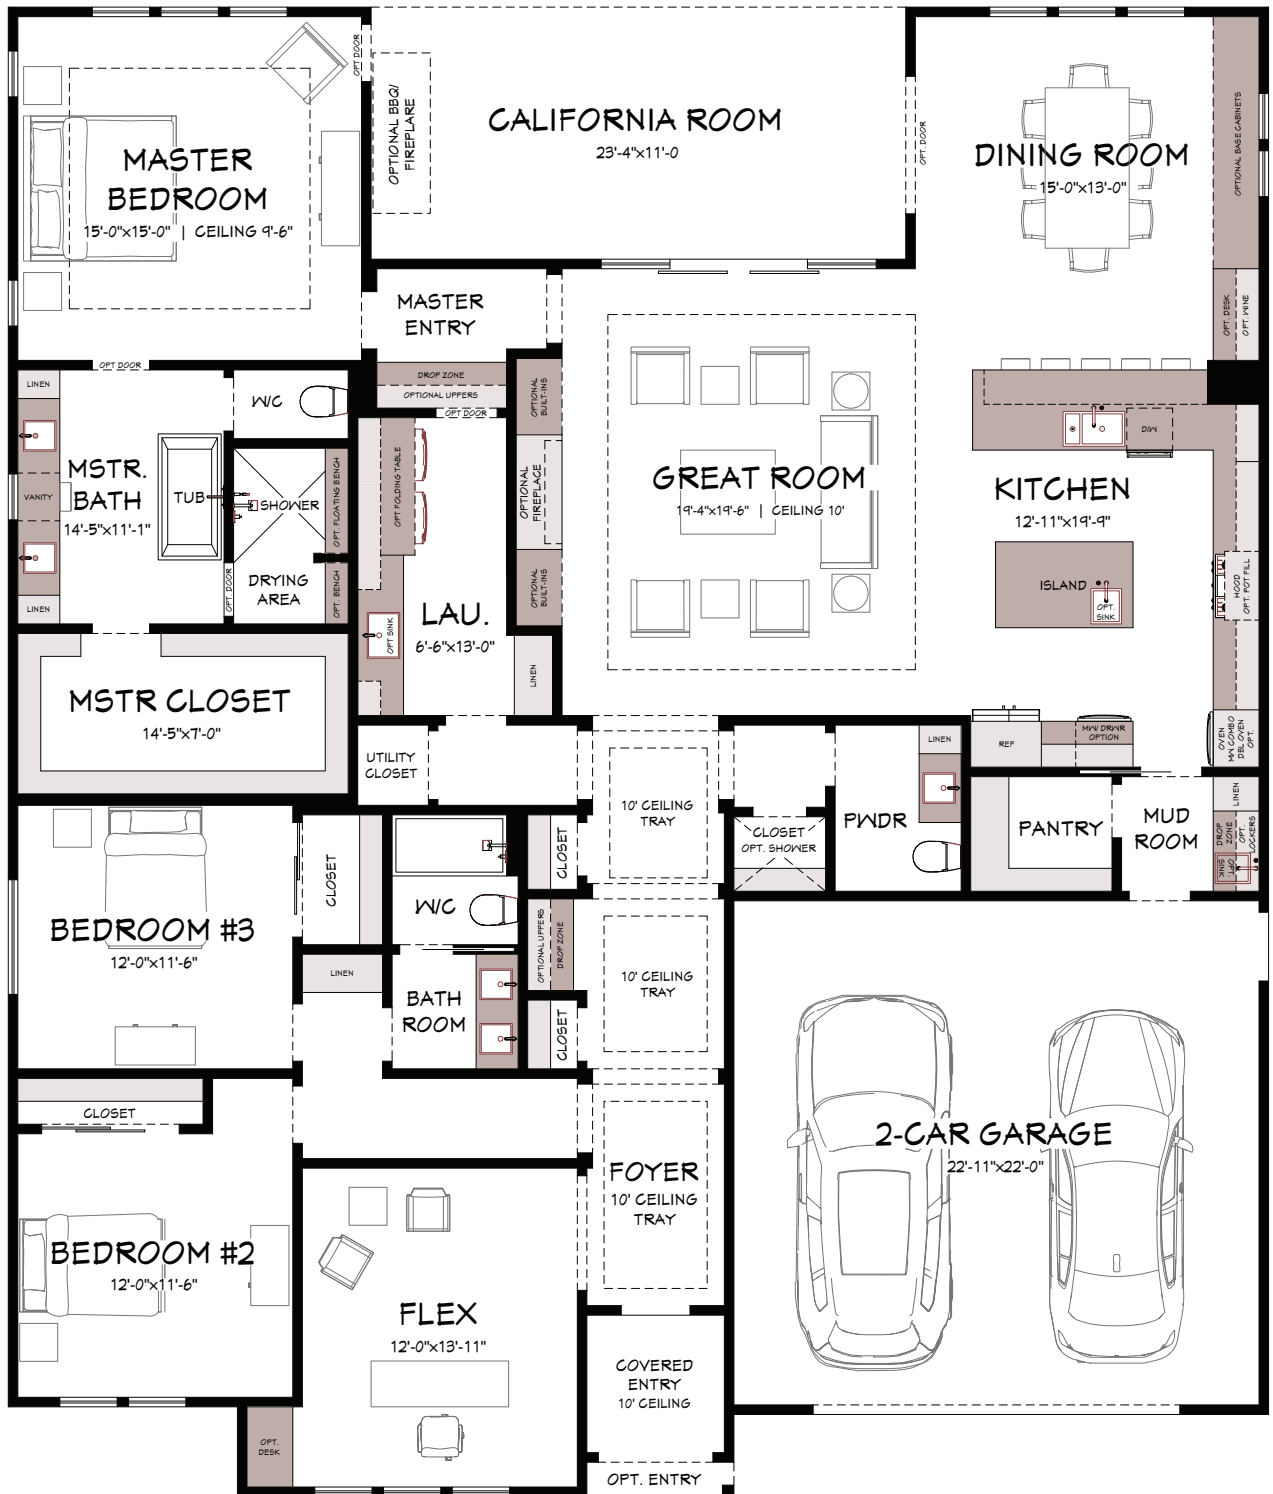 OPT DOOR
OPTIONAL BBQ/
FIREPLARE
CALIFORNIA ROOM
23'-4"x11'-0
OPT. DOOR
DINING ROOM
15'-0"x13'-0"
OPTIONAL BASE CABINETS
MASTER
BEDROOM
15'-0"x15'-0" | CEILING 9'-6"
MASTER
ENTRY
OPT. DESK
OPT. WINE
OPT DOOR
DROP ZONE
OPTIONAL UPPERS
OPT DOOR
OPTIONAL
BUILT-INS
LINEN
W/C
D/W
MSTR.
BATH
14'-5"x11'-1"
VANITY
TUB
SHOWER
OPT. FLOATING BENCH
OPT FOLDING TABLE
OPTIONAL
FIREPLACE
GREAT ROOM
19'-4"x19'-6" | CEILING 10'
KITCHEN
12'-11"x19'-9"
ISLAND
OPT.
SINK
HOOD
OPT. POT FILL
LINEN
OPT. DOOR
DRYING
AREA
OPT. BENCH
OPTIONAL
BUILT-INS
LAU.
6'-6"x13'-0"
OPT SINK
LINEN
MSTR CLOSET
14'-5"x7'-0"
UTILITY
CLOSET
10' CEILING
TRAY
LINEN
REF
MW/ DRWR
OPTION
OVEN
MW COMBO
DBL OVEN
OPT.
CLOSET
CLOSET
OPT. SHOWER
PWDR
PANTRY
MUD
ROOM
LINEN
DROP
ZONE
OPT.
LOCKERS
OPT.
SINK
BEDROOM #3
12'-0"x11'-6"
CLOSET
W/C
OPTIONAL UPPERS
DROP ZONE
10' CEILING
TRAY
LINEN
BATH
ROOM
CLOSET
CLOSET
2-CAR GARAGE
22'-11"x22'-0"
FOYER
10' CEILING
TRAY
BEDROOM #2
12'-0"x11'-6"
FLEX
12'-0"x13'-11"
COVERED
ENTRY
10' CEILING
OPT.
DESK
OPT. ENTRY